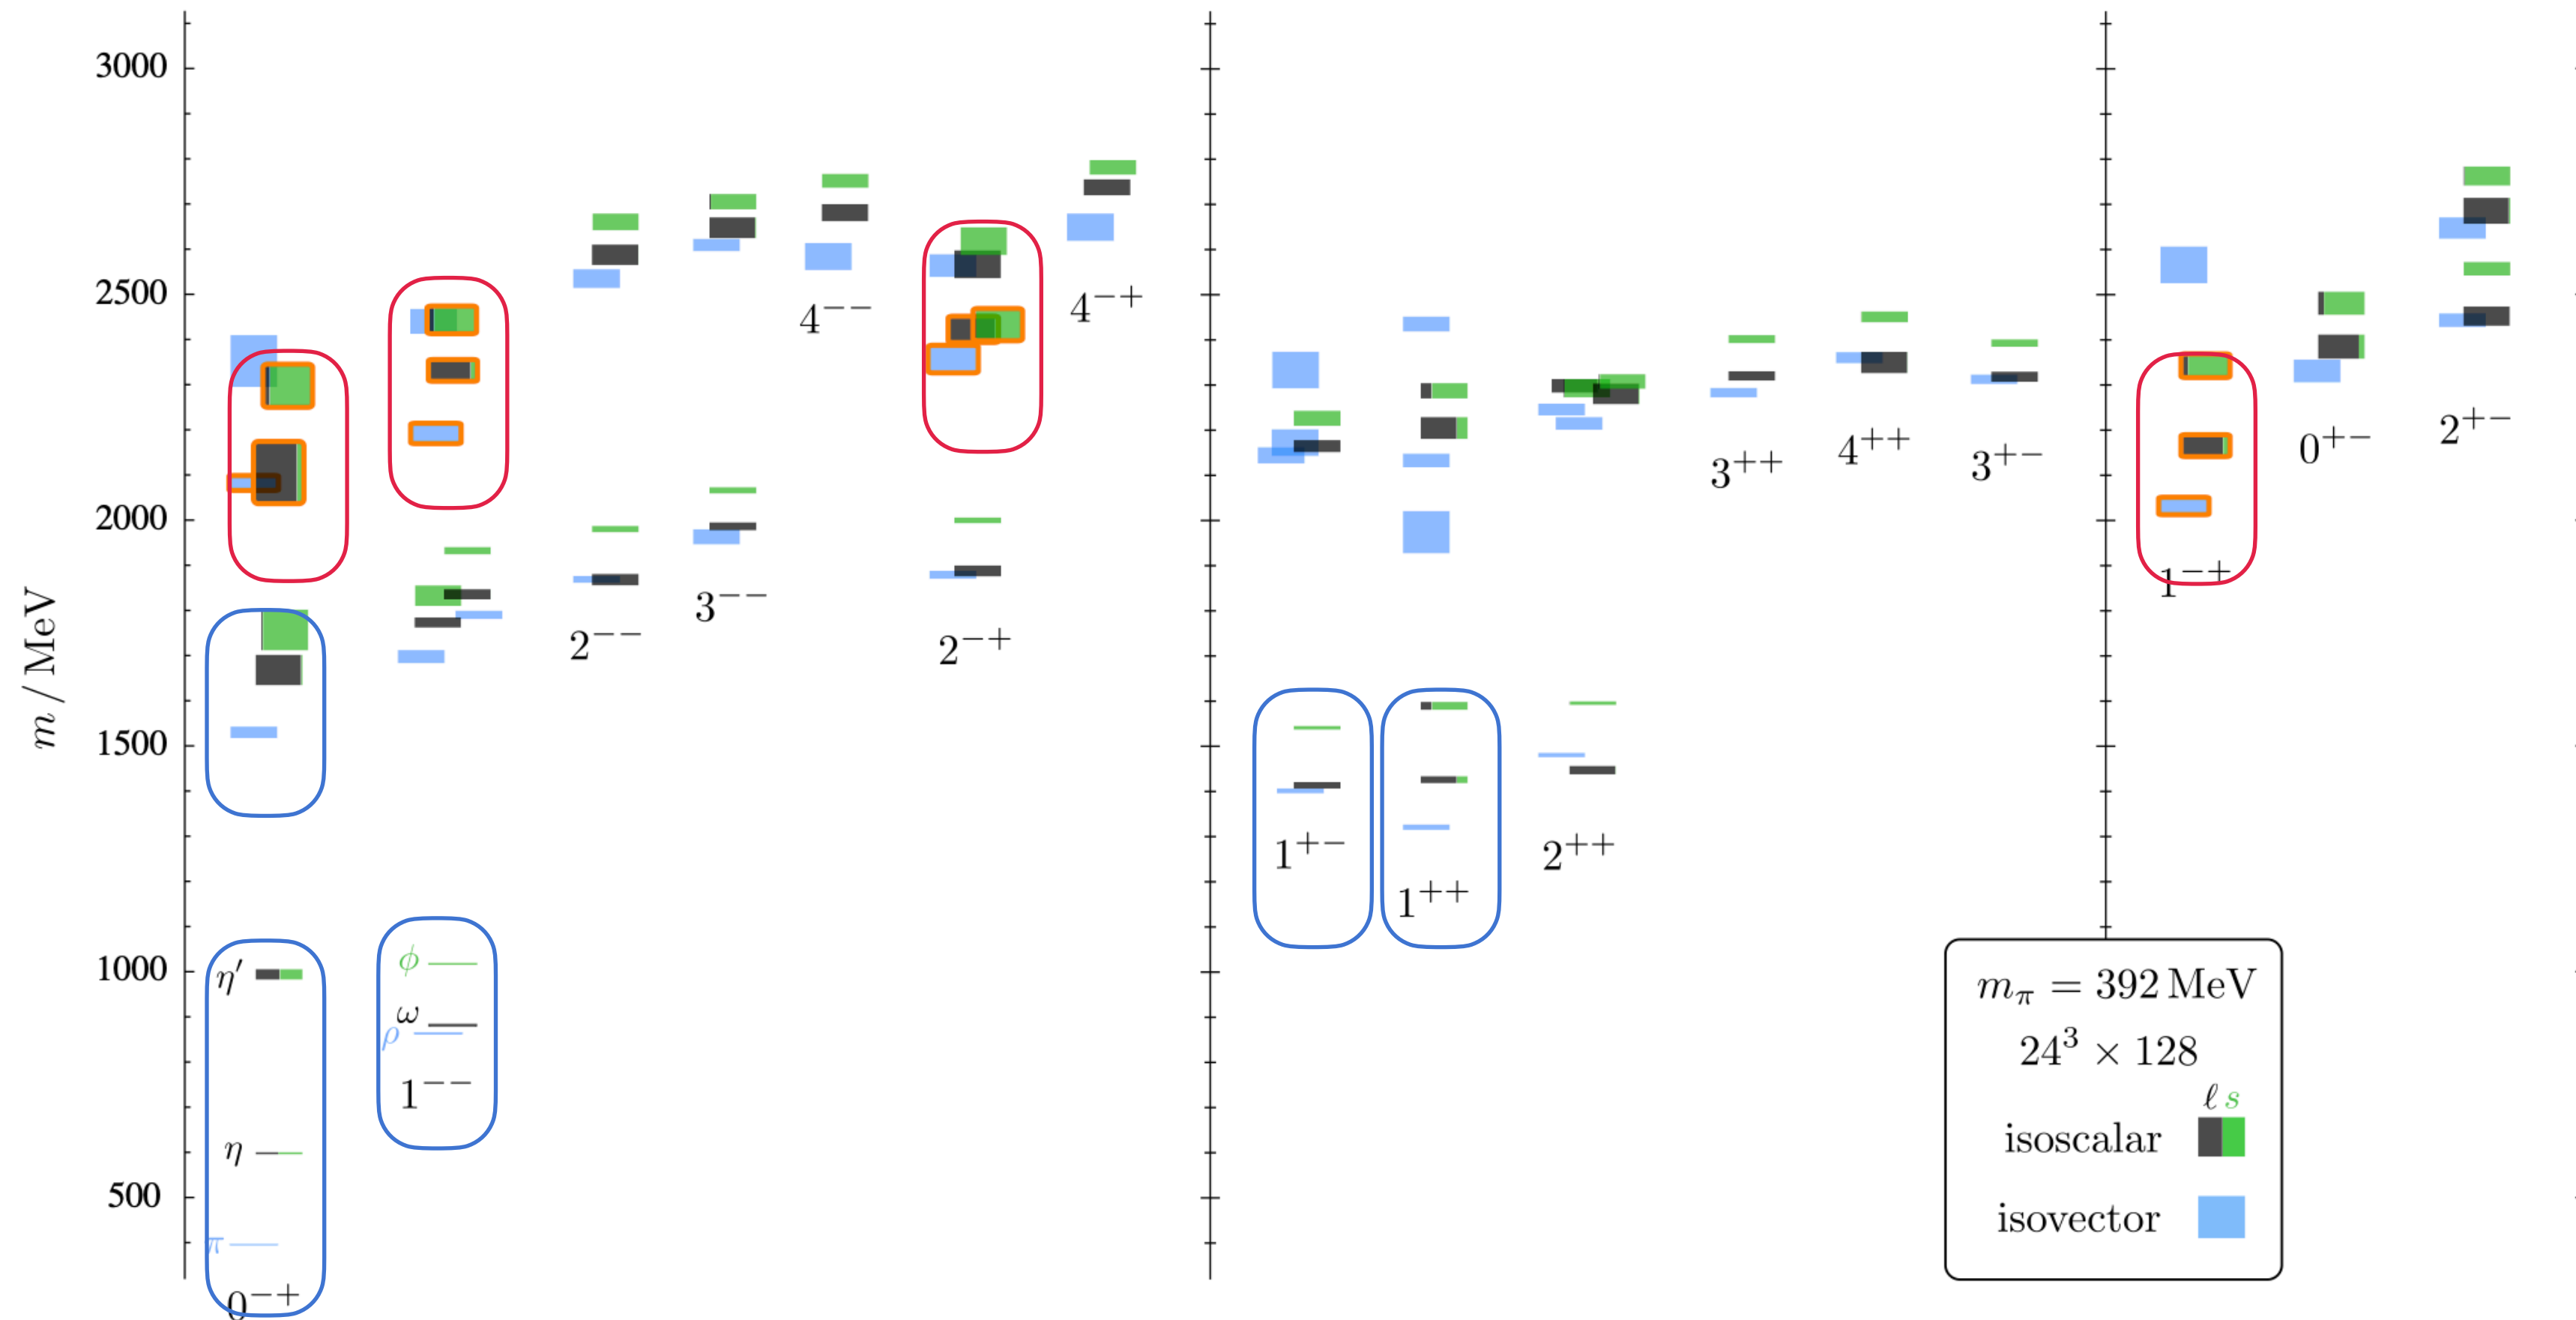 3000
2500
2000
1500
1000
500
m / MeV
4⁻⁻
4⁻⁺
3⁻⁻
2⁻⁻
2⁻⁺
η′
ϕ
ω
ρ
1⁻⁻
η
π
0⁻⁺
3⁺⁺
4⁺⁺
3⁺⁻
1⁺⁻
1⁺⁺
2⁺⁺
1⁻⁺
0⁺⁻
2⁺⁻
mπ = 392 MeV
24³ × 128
ℓ s
isoscalar
isovector